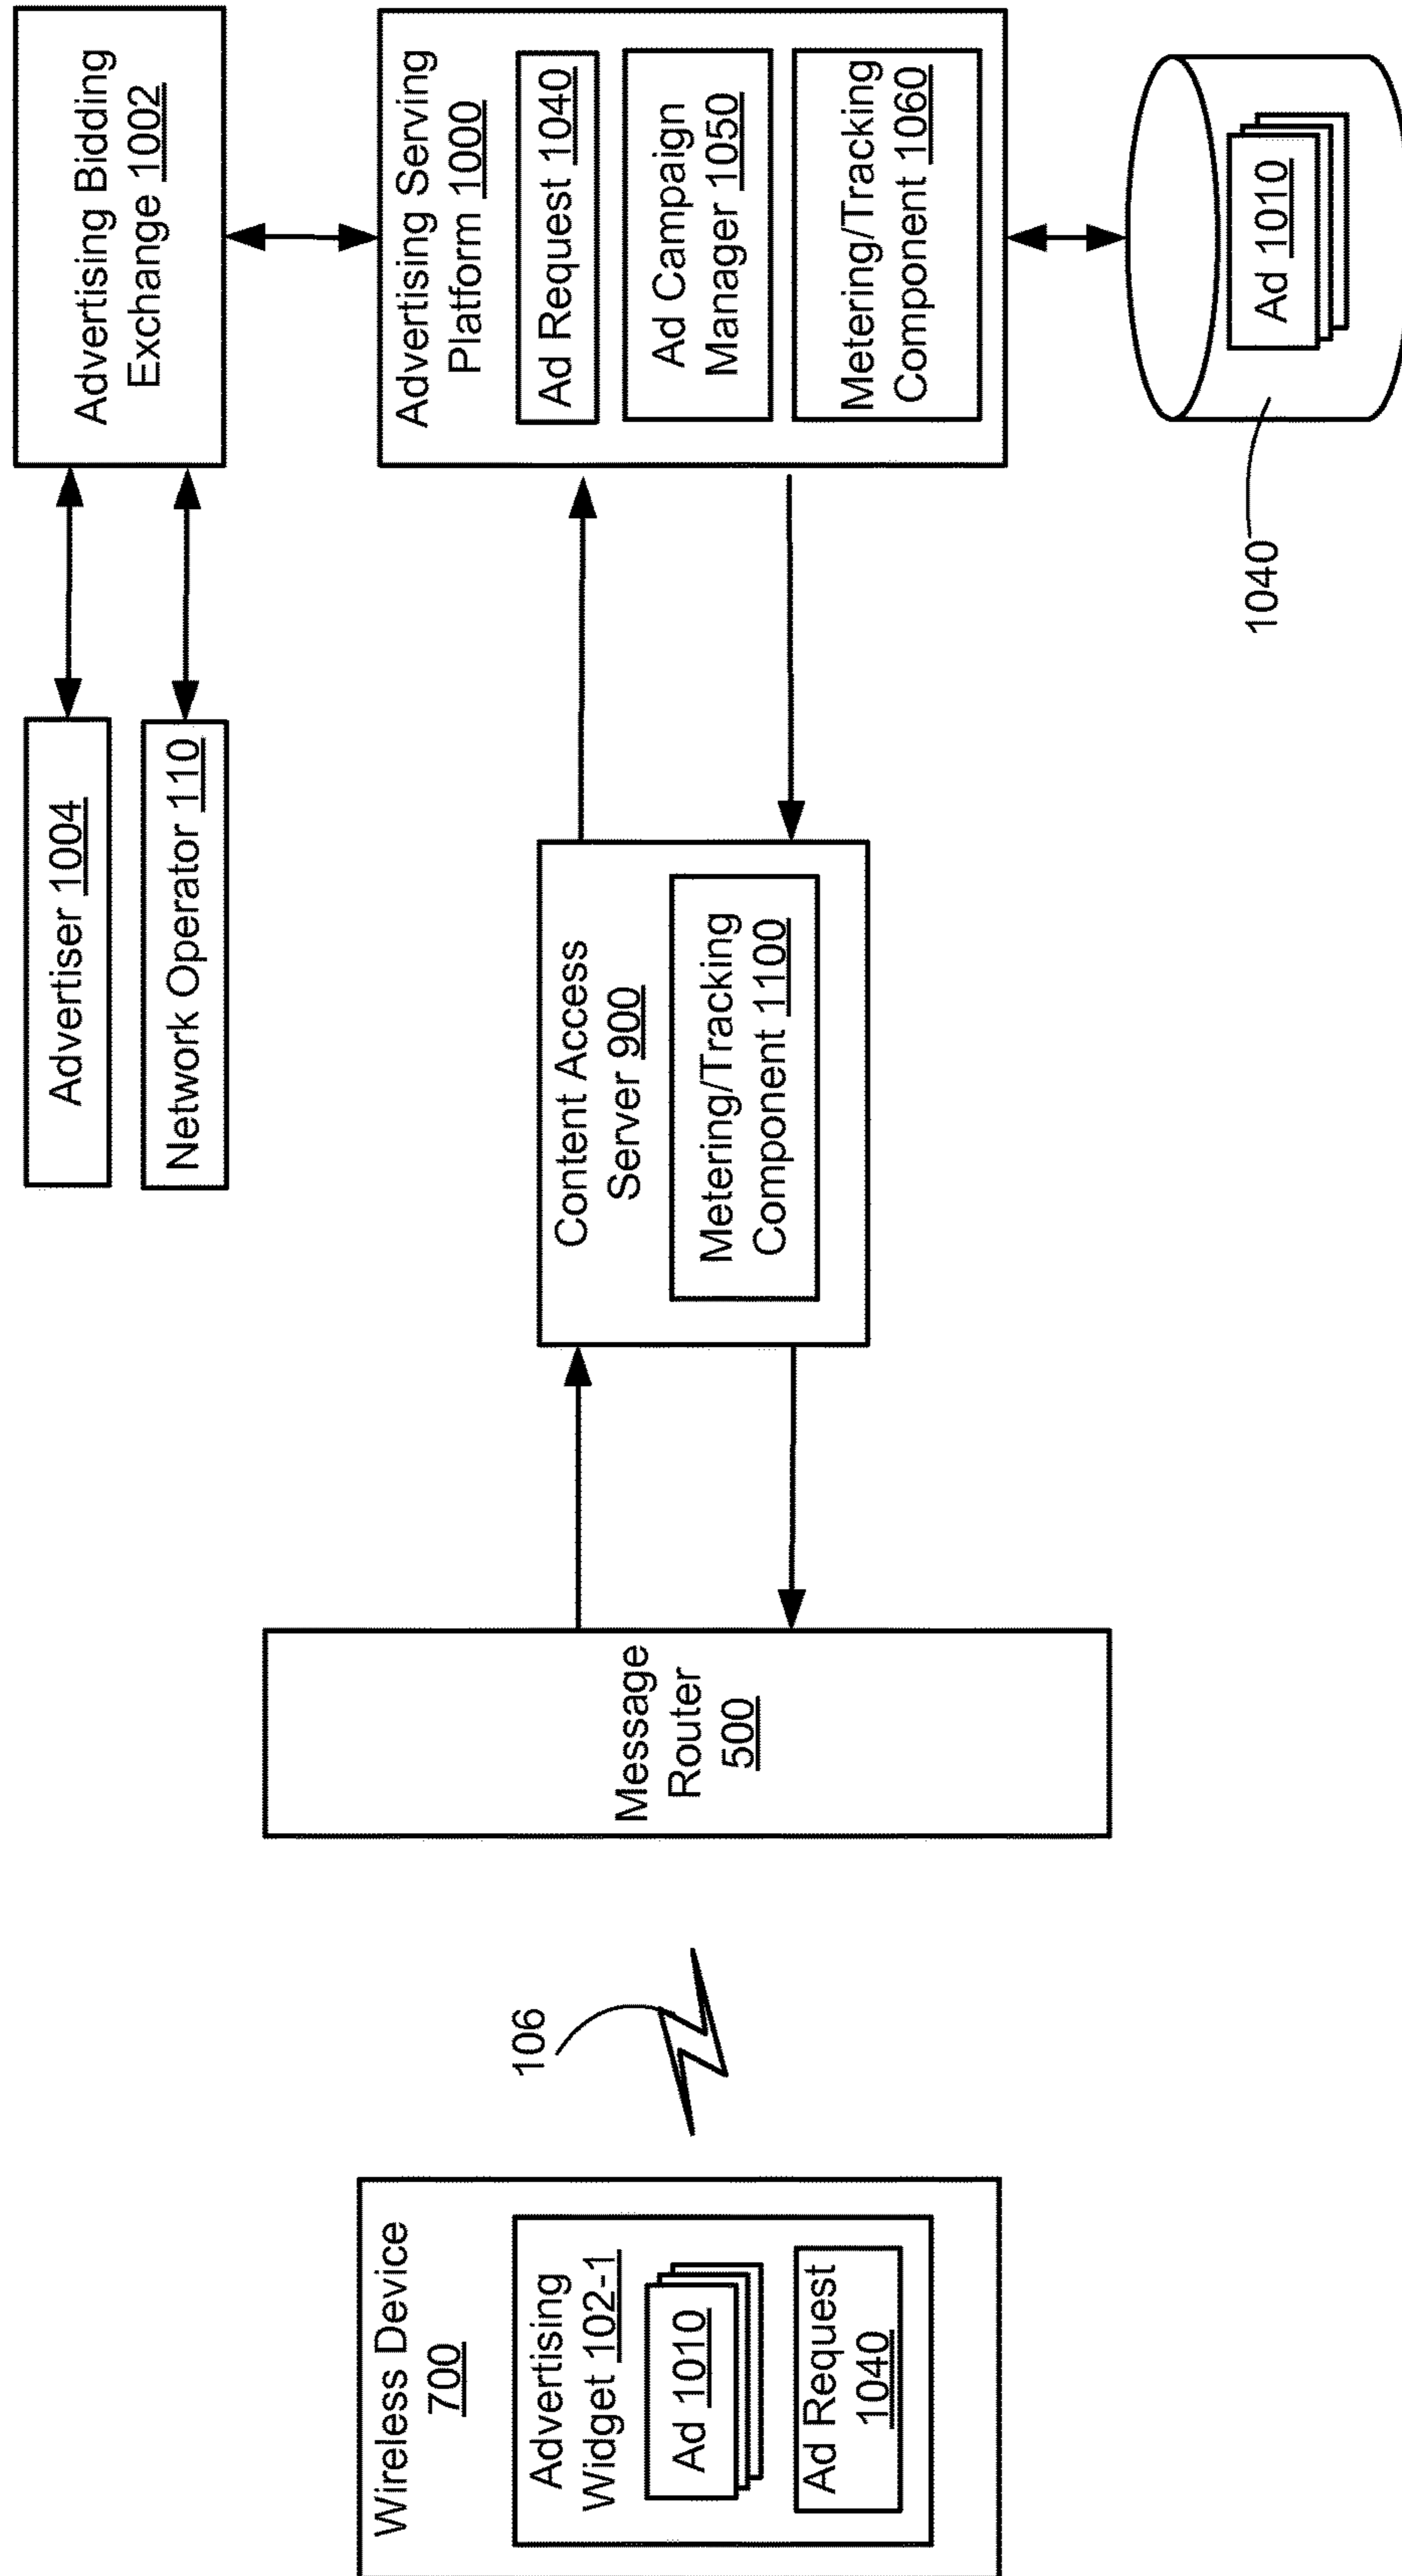 Wireless Device
700
Advertising
Widget 102-1
Ad 1010
Ad Request
1040
106
Message
Router
500
Content Access
Server 900
Metering/Tracking
Component 1100
Advertiser 1004
Network Operator 110
Advertising Bidding
Exchange 1002
Advertising Serving
Platform 1000
Ad Request 1040
Ad Campaign
Manager 1050
Metering/Tracking
Component 1060
Ad 1010
1040